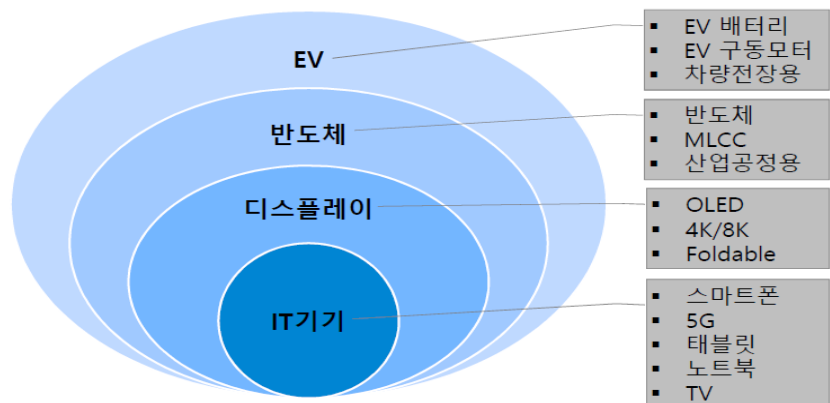 EV
▪ EV 배터리
▪ EV 구동모터
▪ 차량전장용
반도체
▪ 반도체
▪ MLCC
▪ 산업공정용
디스플레이
▪ OLED
▪ 4K/8K
▪ Foldable
IT기기
▪ 스마트폰
▪ 5G
▪ 태블릿
▪ 노트북
▪ TV